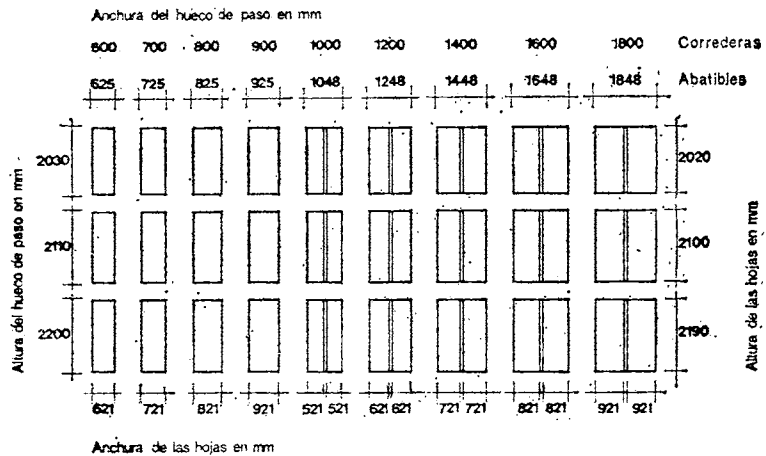 Anchura del hueco de paso en mm
600 700 800 900 1000 1200 1400 1600 1800 Correderas
625 725 825 925 1048 1248 1448 1648 1848 Abatibles
Altura del hueco de paso en mm
2030 2020
2110 2100
2200 2190
Altura de las hojas en mm
621 721 821 921 521 521 621 621 721 721 821 821 921 921
Anchura de las hojas en mm